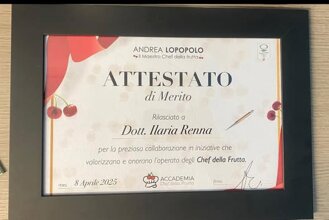 ANDREA LOPOPOLO
Il Maestro Chef della frutta
ATTESTATO
di Merito
Rilasciato a
Dott. Ilaria Renna
per la preziosa collaborazione in iniziative che
valorizzano e onorano l'operato degli Chef della Frutta.
8 Aprile 2025
ACCADEMIA
Chef della Frutta